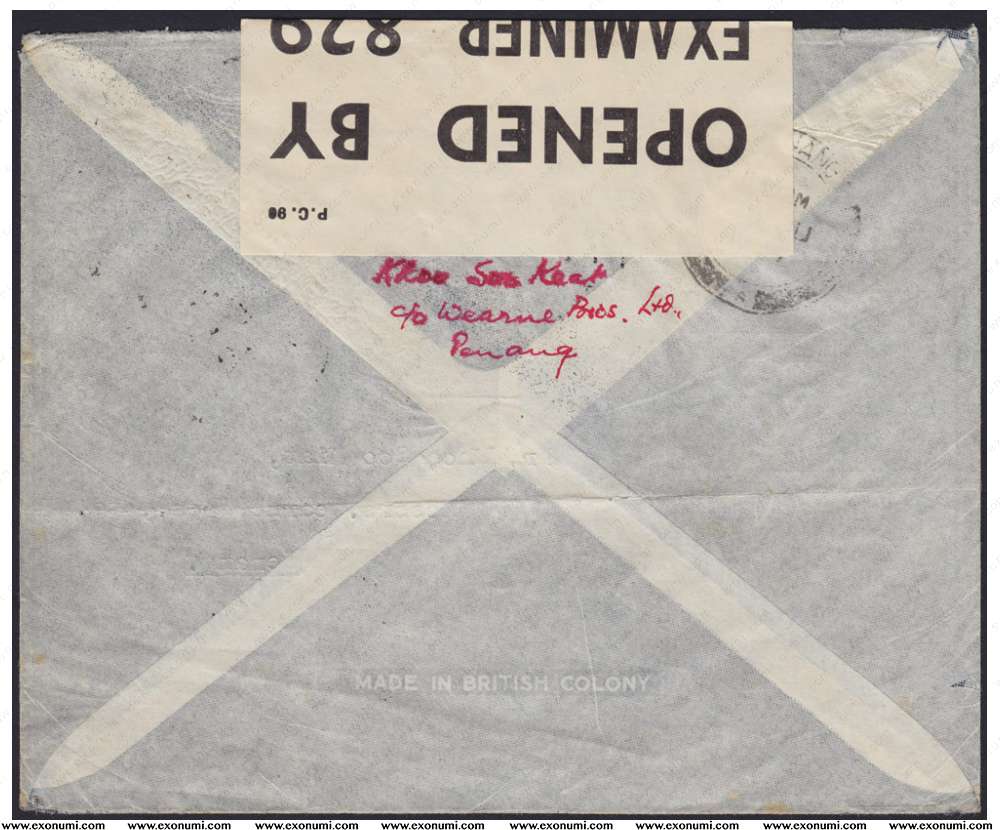 EXAMINER 829
OPENED BY
P.C. 90
Khoo Soo Keat
c/o Wearne Bros. Ltd.,
Penang
MADE IN BRITISH COLONY
www.exonumi.com www.exonumi.com www.exonumi.com www.exonumi.com www.exonumi.com www.exonumi.com www.exonumi.com www.exonumi.com